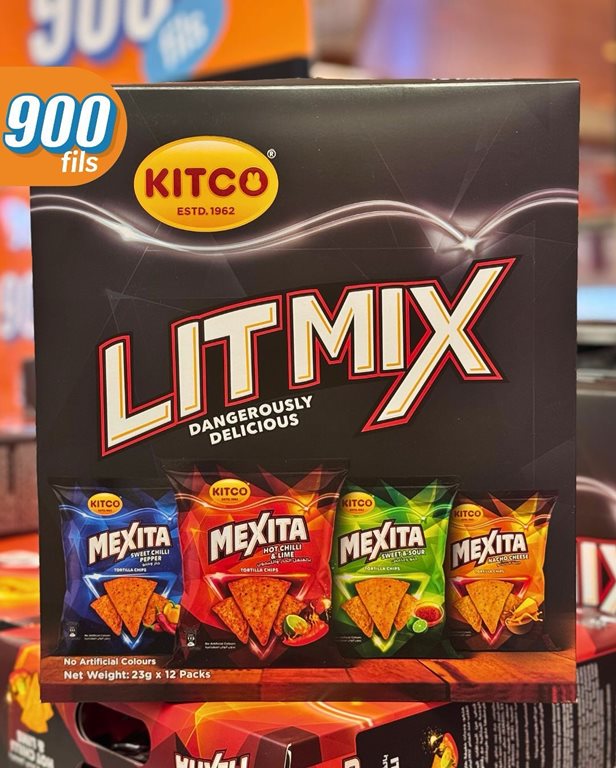 900
fils
900
fils
KITCO
®
ESTD. 1962
LIT MIX
DANGEROUSLY
DELICIOUS
KITCO
MEXITA
SWEET CHILLI
PEPPER
TORTILLA CHIPS
KITCO
MEXITA
HOT CHILLI
& LIME
TORTILLA CHIPS
KITCO
MEXITA
SWEET & SOUR
TORTILLA CHIPS
KITCO
MEXITA
NACHO CHEESE
TORTILLA CHIPS
No Artificial Colours
Net Weight: 23g x 12 Packs